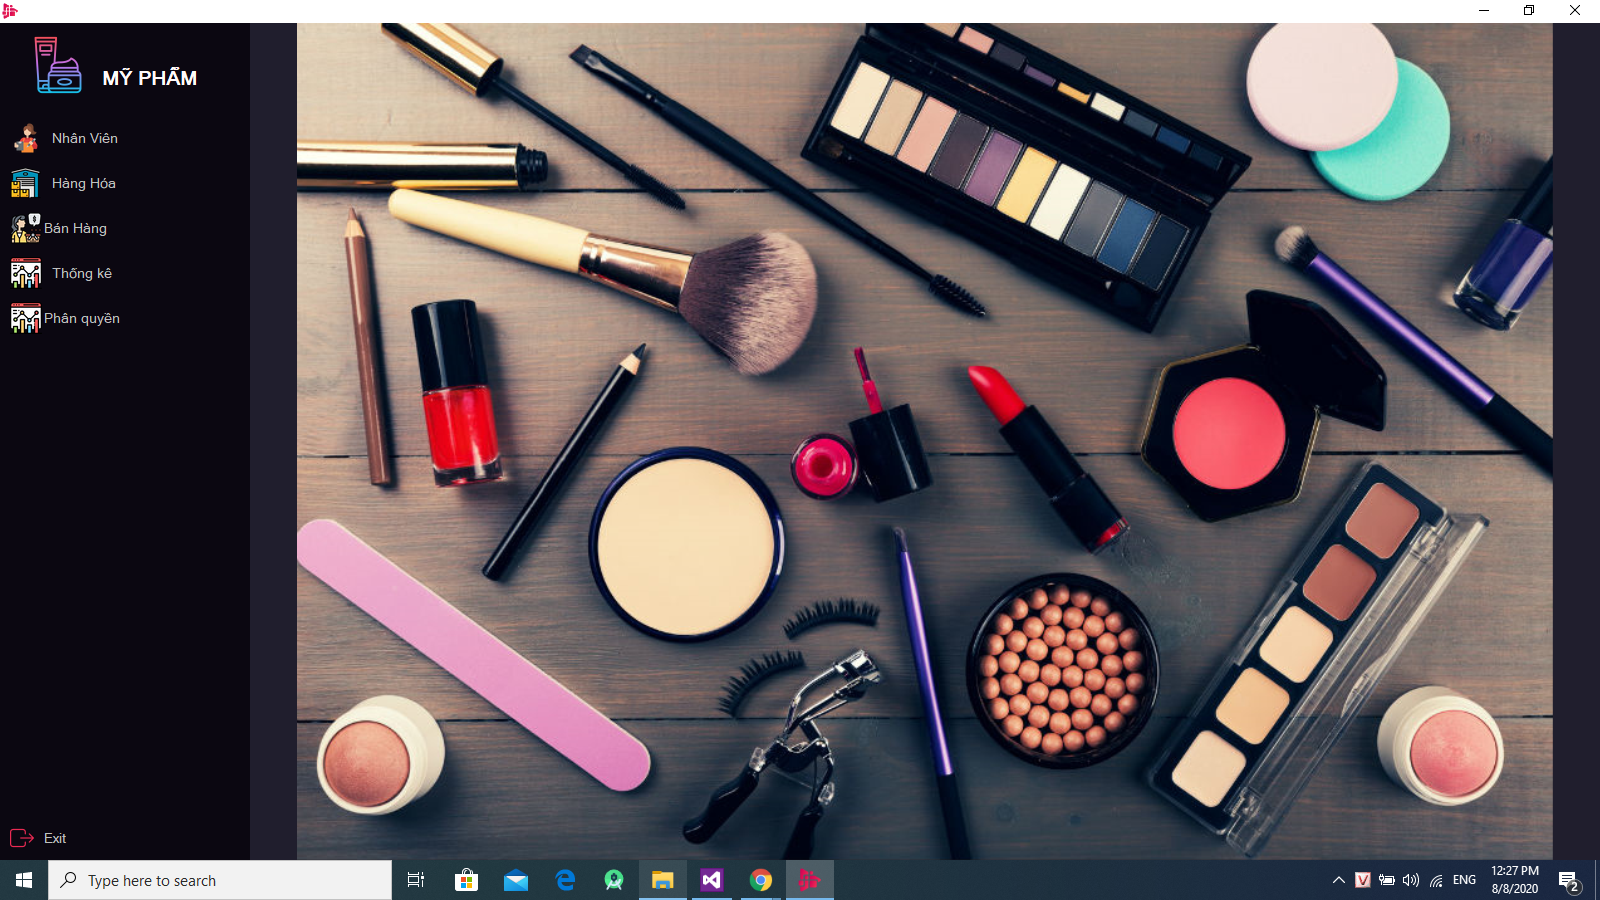 MỸ PHẨM
Nhân Viên
Hàng Hóa
Bán Hàng
Thống kê
Phân quyền
Exit
Type here to search
ENG
12:27 PM
8/8/2020
2